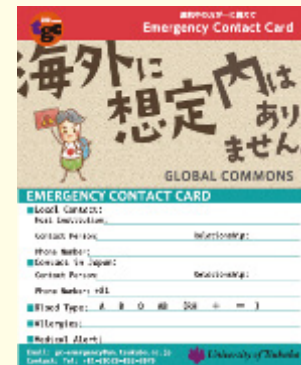 Emergency Contact Card
海外に
想定内は
あり
ません
GLOBAL COMMONS
EMERGENCY CONTACT CARD
■Local Contact:
Host Institution:
Contact Person: Relationship:
Phone Number:
■Contact in Japan:
Contact Person: Relationship:
Phone Number: +81
■Blood Type: A B O AB (RH + - )
■Allergies:
■Medical Alert:
University of Tsukuba